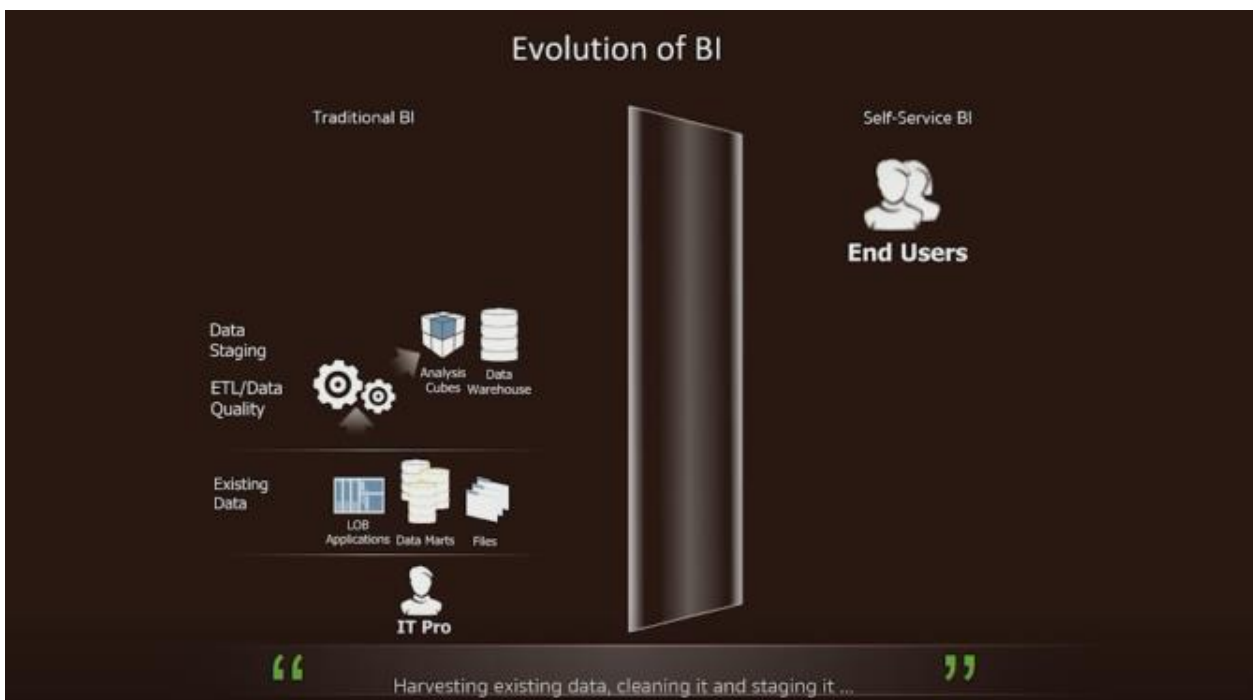 Evolution of BI
Traditional BI
Self-Service BI
End Users
Data
Staging
ETL/Data
Quality
Analysis
Cubes
Data
Warehouse
Existing
Data
LOB
Applications
Data Marts
Files
IT Pro
“
Harvesting existing data, cleaning it and staging it ...
”